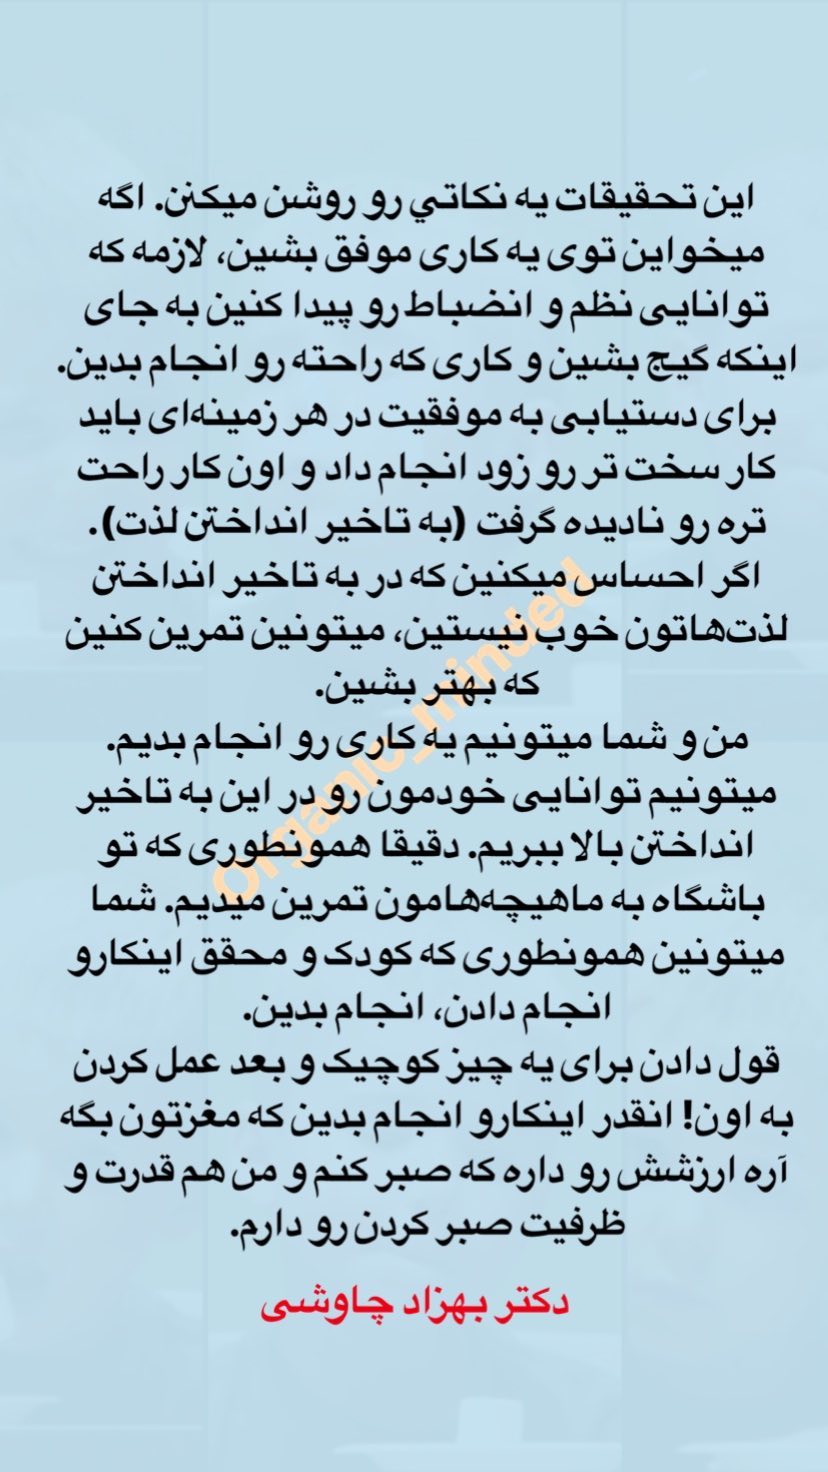 این تحقیقات یه نکاتي رو روشن میکنن. اگه
میخواین توی یه کاری موفق بشین، لازمه که
توانایی نظم و انضباط رو پیدا کنین به جای
اینکه گیج بشین و کاری که راحته رو انجام بدین.
برای دستیابی به موفقیت در هر زمینه‌ای باید
کار سخت تر رو زود انجام داد و اون کار راحت
تره رو نادیده گرفت (به تاخیر انداختن لذت).
اگر احساس میکنین که در به تاخیر انداختن
لذت‌هاتون خوب نیستین، میتونین تمرین کنین
که بهتر بشین.
من و شما میتونیم یه کاری رو انجام بدیم.
میتونیم توانایی خودمون رو در این به تاخیر
انداختن بالا ببریم. دقیقا همونطوری که تو
باشگاه به ماهیچه‌هامون تمرین میدیم. شما
میتونین همونطوری که کودک و محقق اینکارو
انجام دادن، انجام بدین.
قول دادن برای یه چیز کوچیک و بعد عمل کردن
به اون! انقدر اینکارو انجام بدین که مغزتون بگه
آره ارزشش رو داره که صبر کنم و من هم قدرت و
ظرفیت صبر کردن رو دارم.
دکتر بهزاد چاوشی
Organic_minded